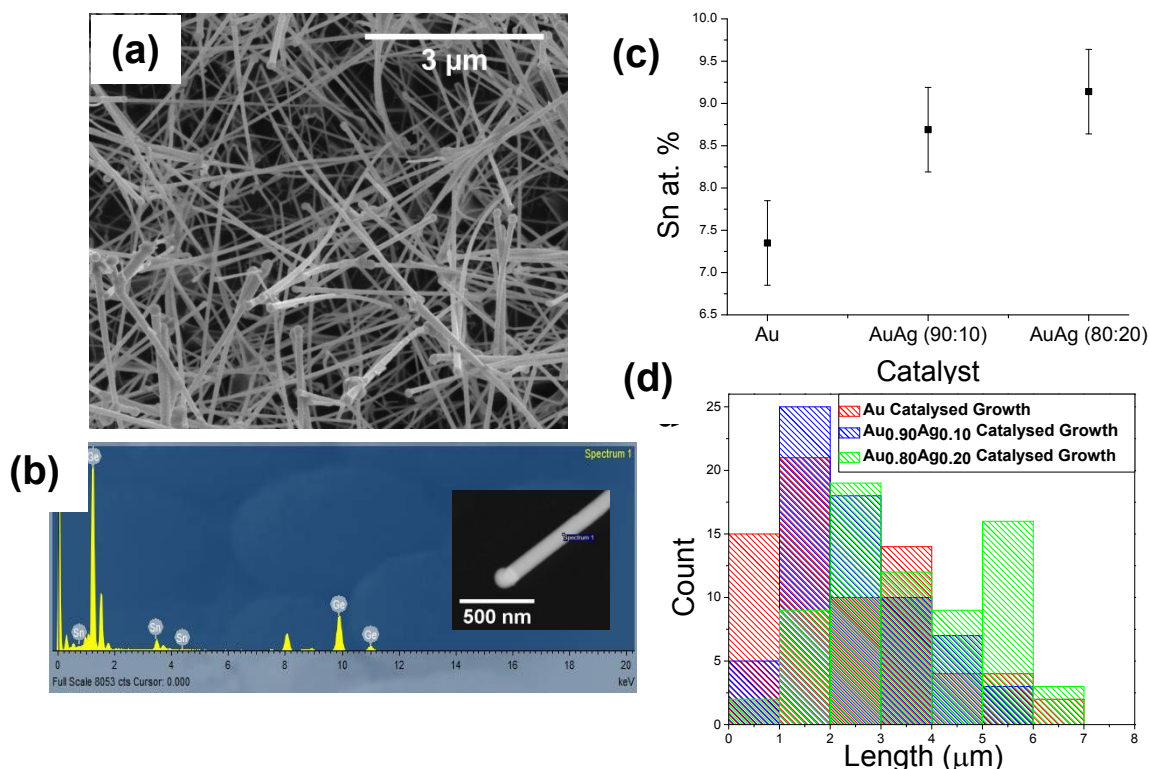 (a)
3 µm
(b)
Ge
Spectrum 1
Spectrum 1
500 nm
Sn
Sn
Sn
Ge
Ge
0 2 4 6 8 10 12 14 16 18 20
Full Scale 8053 cts Cursor: 0.000
keV
(c)
10.0
9.5
9.0
8.5
8.0
7.5
7.0
6.5
Sn at. %
Au AuAg (90:10) AuAg (80:20)
Catalyst
(d)
Au Catalysed Growth
Au0.90Ag0.10 Catalysed Growth
Au0.80Ag0.20 Catalysed Growth
25
20
15
10
5
0
Count
0 1 2 3 4 5 6 7 8
Length (µm)